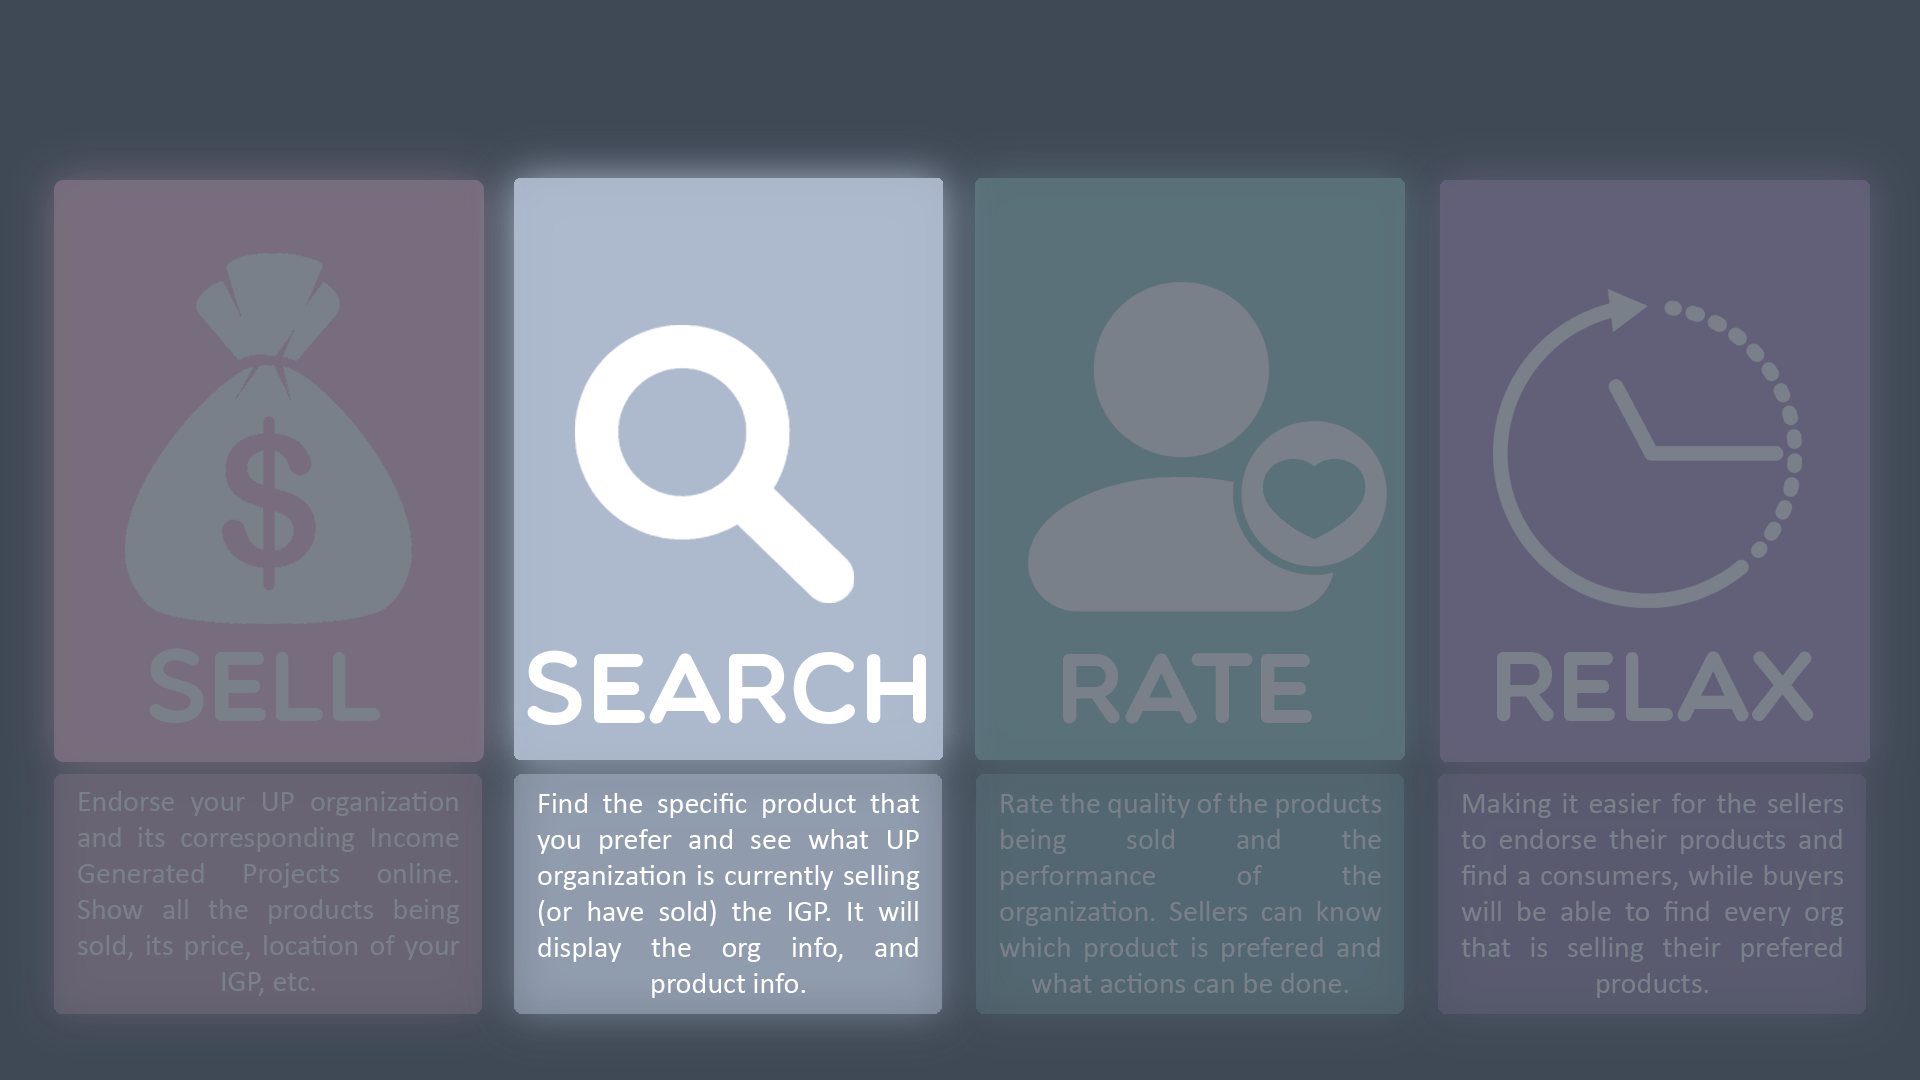 SELL
Endorse your UP organization
and its corresponding Income
Generated Projects online.
Show all the products being
sold, its price, location of your
IGP, etc.
SEARCH
Find the specific product that
you prefer and see what UP
organization is currently selling
(or have sold) the IGP. It will
display the org info, and
product info.
RATE
Rate the quality of the products
being sold and the
performance of the
organization. Sellers can know
which product is prefered and
what actions can be done.
RELAX
Making it easier for the sellers
to endorse their products and
find a consumers, while buyers
will be able to find every org
that is selling their prefered
products.